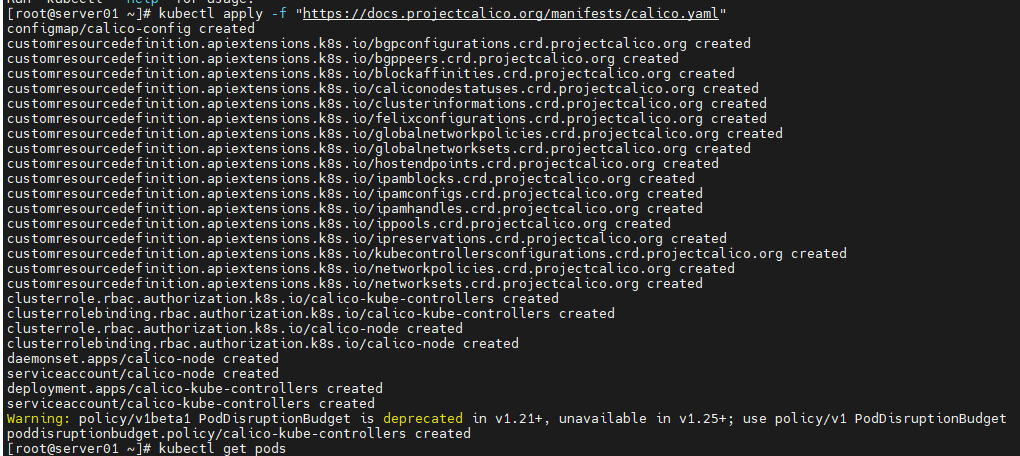 Run 'kubectl --help' for usage.
[root@server01 ~]# kubectl apply -f "https://docs.projectcalico.org/manifests/calico.yaml"
configmap/calico-config created
customresourcedefinition.apiextensions.k8s.io/bgpconfigurations.crd.projectcalico.org created
customresourcedefinition.apiextensions.k8s.io/bgppeers.crd.projectcalico.org created
customresourcedefinition.apiextensions.k8s.io/blockaffinities.crd.projectcalico.org created
customresourcedefinition.apiextensions.k8s.io/caliconodestatuses.crd.projectcalico.org created
customresourcedefinition.apiextensions.k8s.io/clusterinformations.crd.projectcalico.org created
customresourcedefinition.apiextensions.k8s.io/felixconfigurations.crd.projectcalico.org created
customresourcedefinition.apiextensions.k8s.io/globalnetworkpolicies.crd.projectcalico.org created
customresourcedefinition.apiextensions.k8s.io/globalnetworksets.crd.projectcalico.org created
customresourcedefinition.apiextensions.k8s.io/hostendpoints.crd.projectcalico.org created
customresourcedefinition.apiextensions.k8s.io/ipamblocks.crd.projectcalico.org created
customresourcedefinition.apiextensions.k8s.io/ipamconfigs.crd.projectcalico.org created
customresourcedefinition.apiextensions.k8s.io/ipamhandles.crd.projectcalico.org created
customresourcedefinition.apiextensions.k8s.io/ippools.crd.projectcalico.org created
customresourcedefinition.apiextensions.k8s.io/ipreservations.crd.projectcalico.org created
customresourcedefinition.apiextensions.k8s.io/kubecontrollersconfigurations.crd.projectcalico.org created
customresourcedefinition.apiextensions.k8s.io/networkpolicies.crd.projectcalico.org created
customresourcedefinition.apiextensions.k8s.io/networksets.crd.projectcalico.org created
clusterrole.rbac.authorization.k8s.io/calico-kube-controllers created
clusterrolebinding.rbac.authorization.k8s.io/calico-kube-controllers created
clusterrole.rbac.authorization.k8s.io/calico-node created
clusterrolebinding.rbac.authorization.k8s.io/calico-node created
daemonset.apps/calico-node created
serviceaccount/calico-node created
deployment.apps/calico-kube-controllers created
serviceaccount/calico-kube-controllers created
Warning: policy/v1beta1 PodDisruptionBudget is deprecated in v1.21+, unavailable in v1.25+; use policy/v1 PodDisruptionBudget
poddisruptionbudget.policy/calico-kube-controllers created
[root@server01 ~]# kubectl get pods